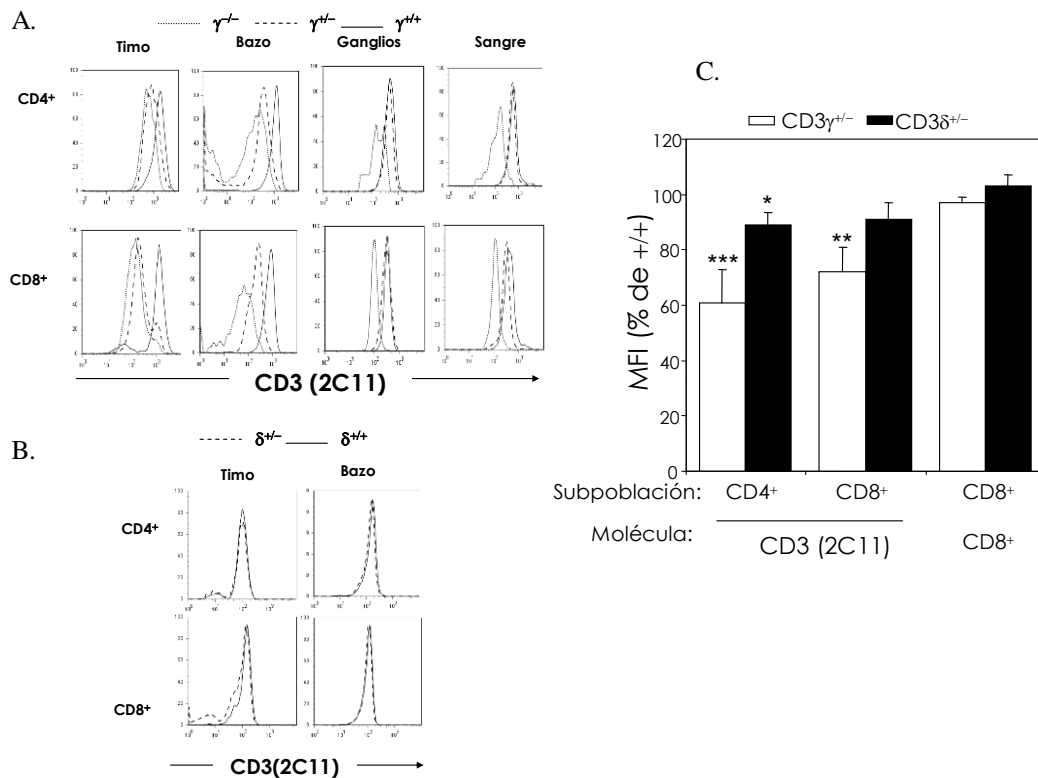 A.
γ−/− γ+/− γ+/+
Timo Bazo Ganglios Sangre
CD4+
CD8+
CD3 (2C11)
B.
δ+/− δ+/+
Timo Bazo
CD4+
CD8+
CD3(2C11)
C.
CD3γ+/− CD3δ+/−
120
100
80
60
40
20
0
MFI (% de +/+)
*** * **
Subpoblación: CD4+ CD8+ CD8+
Molécúla: CD3 (2C11) CD8+